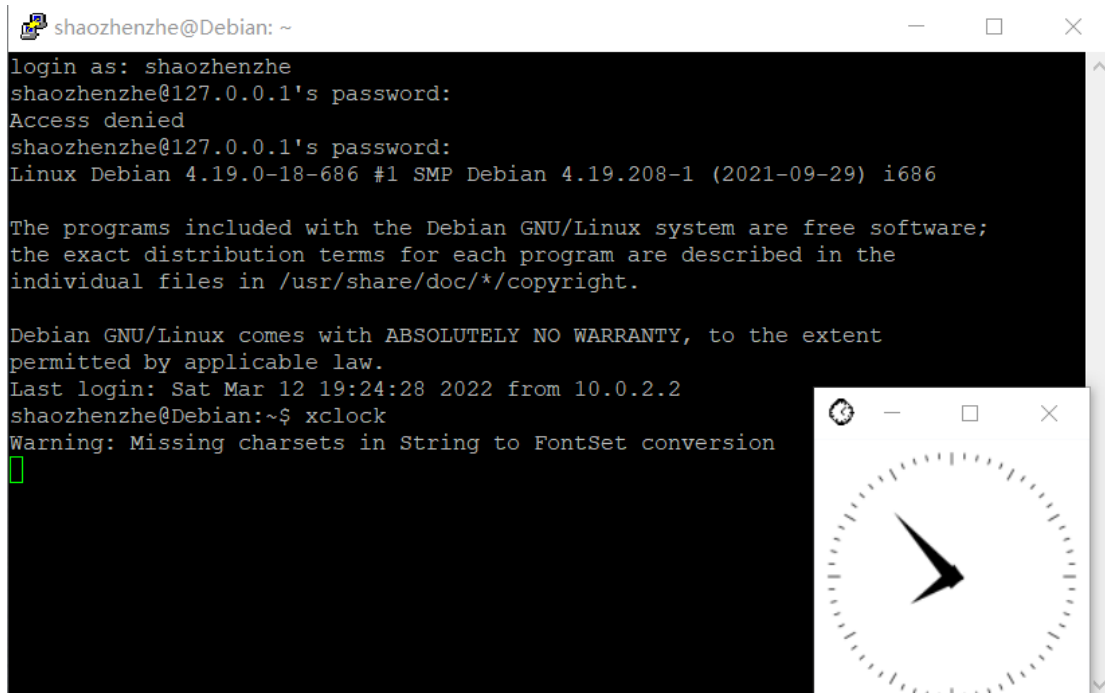 shaozhenzhe@Debian: ~
login as: shaozhenzhe
shaozhenzhe@127.0.0.1's password:
Access denied
shaozhenzhe@127.0.0.1's password:
Linux Debian 4.19.0-18-686 #1 SMP Debian 4.19.208-1 (2021-09-29) i686
The programs included with the Debian GNU/Linux system are free software;
the exact distribution terms for each program are described in the
individual files in /usr/share/doc/*/copyright.
Debian GNU/Linux comes with ABSOLUTELY NO WARRANTY, to the extent
permitted by applicable law.
Last login: Sat Mar 12 19:24:28 2022 from 10.0.2.2
shaozhenzhe@Debian:~$ xclock
Warning: Missing charsets in String to FontSet conversion